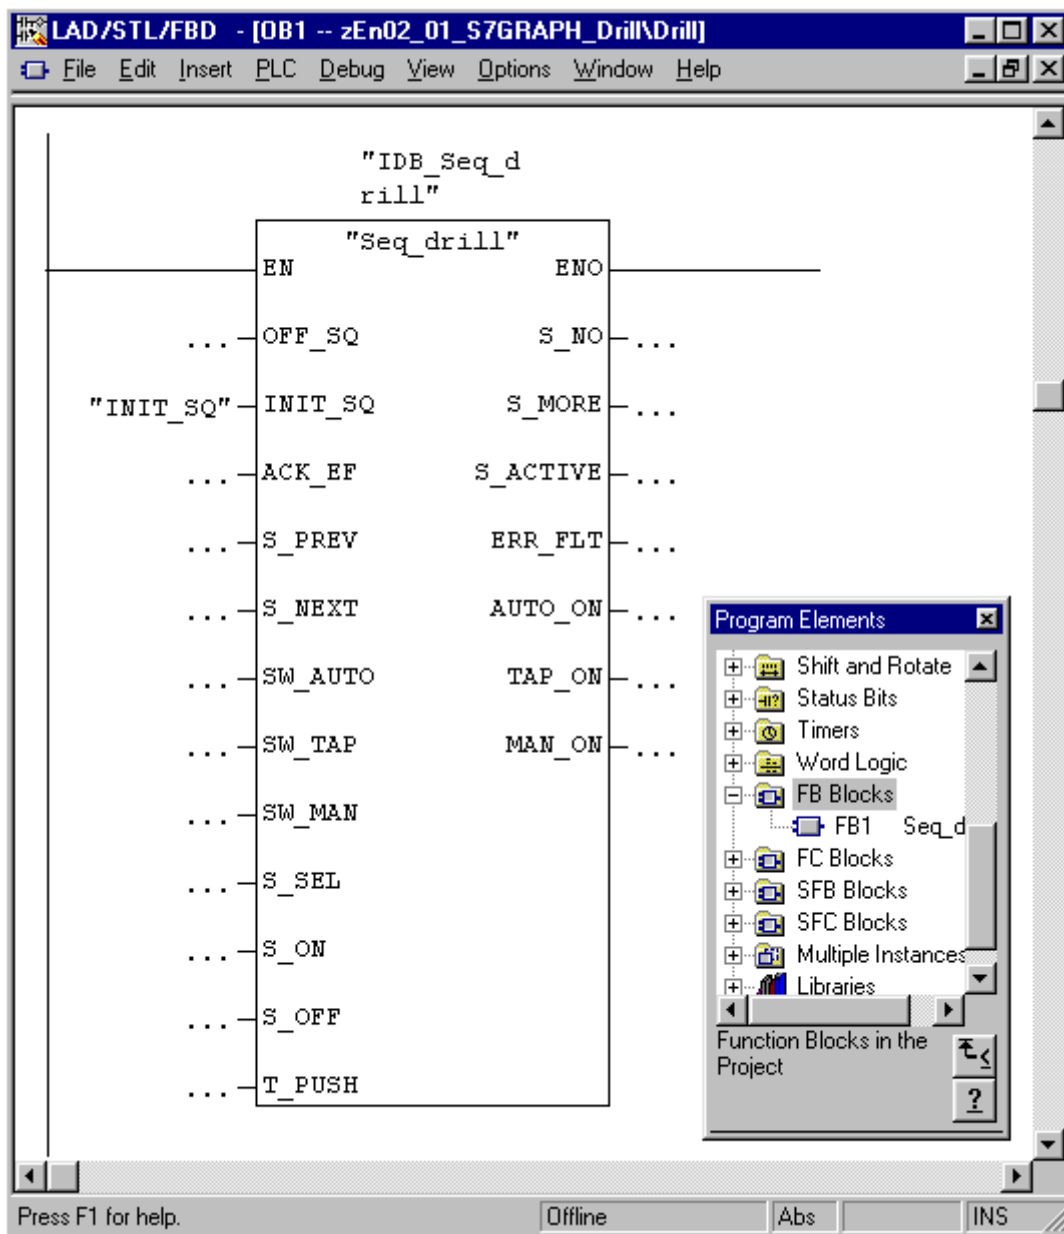 LAD/STL/FBD - [OB1 -- zEn02_01_S7GRAPH_Drill\Drill]
File Edit Insert PLC Debug View Options Window Help
"IDB_Seq_d
rill"
"Seq_drill"
EN ENO
... OFF_SQ S_NO ...
"INIT_SQ" INIT_SQ S_MORE ...
... ACK_EF S_ACTIVE ...
... S_PREV ERR_FLT ...
... S_NEXT AUTO_ON ...
... SW_AUTO TAP_ON ...
... SW_TAP MAN_ON ...
... SW_MAN
... S_SEL
... S_ON
... S_OFF
... T_PUSH
Program Elements
Shift and Rotate
Status Bits
Timers
Word Logic
FB Blocks
FB1 Seq_d
FC Blocks
SFB Blocks
SFC Blocks
Multiple Instances
Libraries
Function Blocks in the
Project
?
Press F1 for help. Offline Abs INS